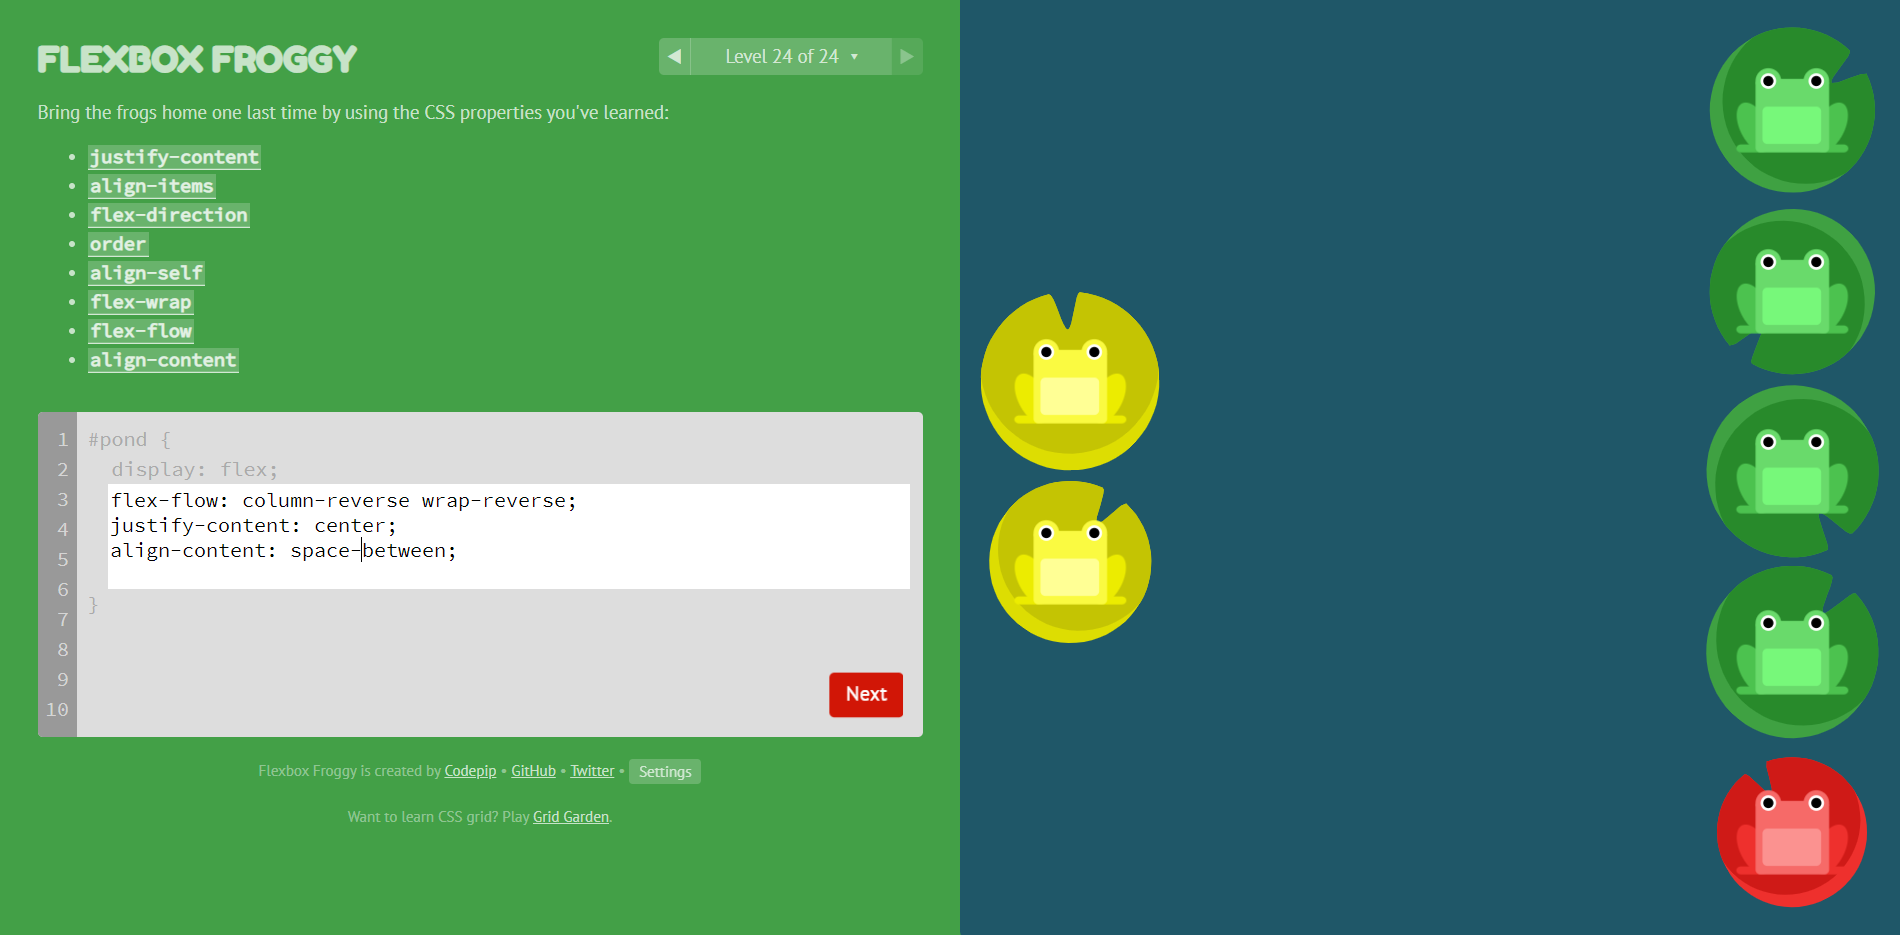 FLEXBOX FROGGY
◀ Level 24 of 24 ▼ ▶
Bring the frogs home one last time by using the CSS properties you've learned:
• justify-content
• align-items
• flex-direction
• order
• align-self
• flex-wrap
• flex-flow
• align-content
1 #pond {
2 display: flex;
3 flex-flow: column-reverse wrap-reverse;
4 justify-content: center;
5 align-content: space-between;
6
7 }
8
9
10
Next
Flexbox Froggy is created by Codepip • GitHub • Twitter • Settings
Want to learn CSS grid? Play Grid Garden.